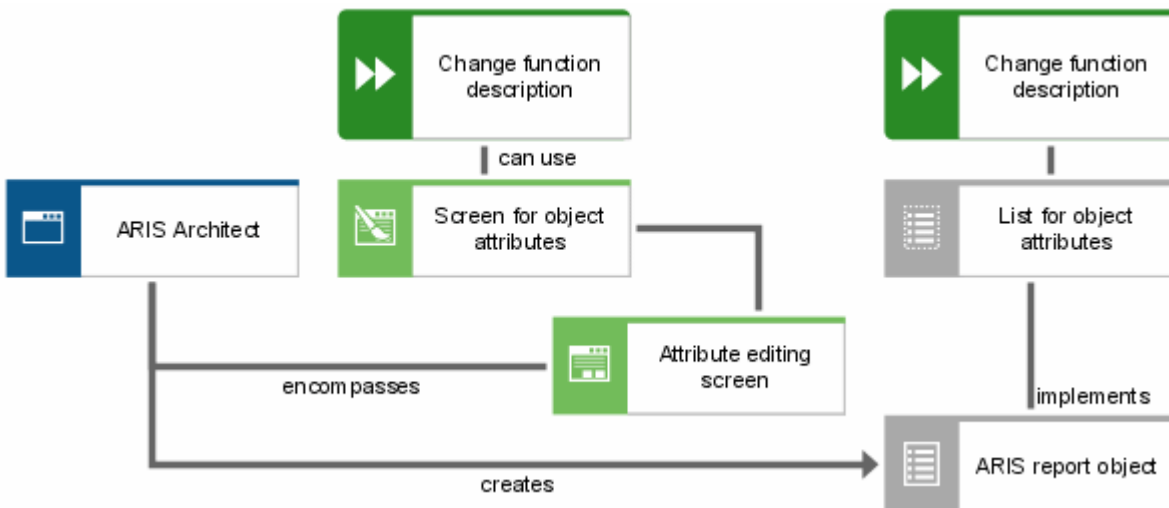 Change function
description
Change function
description
can use
ARIS Architect
Screen for object
attributes
List for object
attributes
Attribute editing
screen
encompasses
implements
ARIS report object
creates